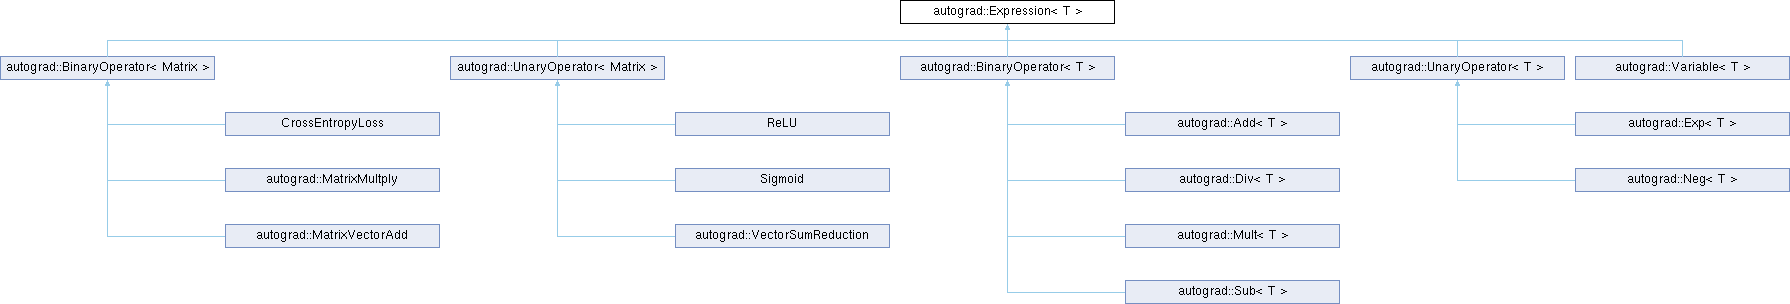 autograd::Expression< T >
autograd::BinaryOperator< Matrix >
autograd::UnaryOperator< Matrix >
autograd::BinaryOperator< T >
autograd::UnaryOperator< T >
autograd::Variable< T >
CrossEntropyLoss
ReLU
autograd::Add< T >
autograd::Exp< T >
autograd::MatrixMultply
Sigmoid
autograd::Div< T >
autograd::Neg< T >
autograd::MatrixVectorAdd
autograd::VectorSumReduction
autograd::Mult< T >
autograd::Sub< T >